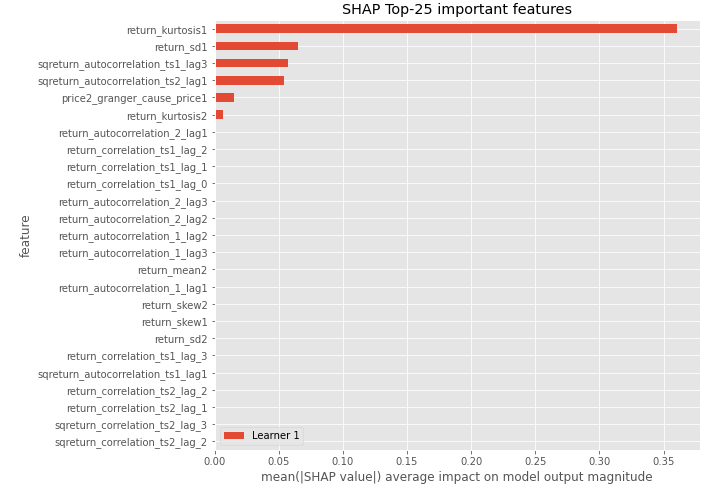 SHAP Top-25 important features
return_kurtosis1
return_sd1
sqreturn_autocorrelation_ts1_lag3
sqreturn_autocorrelation_ts2_lag1
price2_granger_cause_price1
return_kurtosis2
return_autocorrelation_2_lag1
return_correlation_ts1_lag_2
return_correlation_ts1_lag_1
return_correlation_ts1_lag_0
return_autocorrelation_2_lag3
return_autocorrelation_2_lag2
return_autocorrelation_1_lag2
return_autocorrelation_1_lag3
return_mean2
return_autocorrelation_1_lag1
return_skew2
return_skew1
return_sd2
return_correlation_ts1_lag_3
sqreturn_autocorrelation_ts1_lag1
return_correlation_ts2_lag_2
return_correlation_ts2_lag_1
sqreturn_correlation_ts2_lag_3
sqreturn_correlation_ts2_lag_2
feature
Learner 1
0.00 0.05 0.10 0.15 0.20 0.25 0.30 0.35
mean(|SHAP value|) average impact on model output magnitude